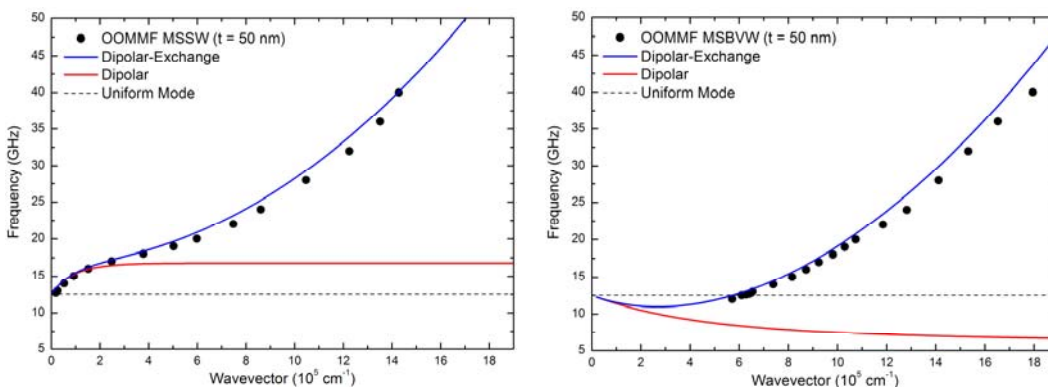 OOMMF MSSW (t = 50 nm)
Dipolar-Exchange
Dipolar
Uniform Mode
Frequency (GHz)
50
45
40
35
30
25
20
15
10
5
0 2 4 6 8 10 12 14 16 18
Wavevector (10⁵ cm⁻¹)
OOMMF MSBVW (t = 50 nm)
Dipolar-Exchange
Dipolar
Uniform Mode
Frequency (GHz)
50
45
40
35
30
25
20
15
10
5
0 2 4 6 8 10 12 14 16 18
Wavevector (10⁵ cm⁻¹)